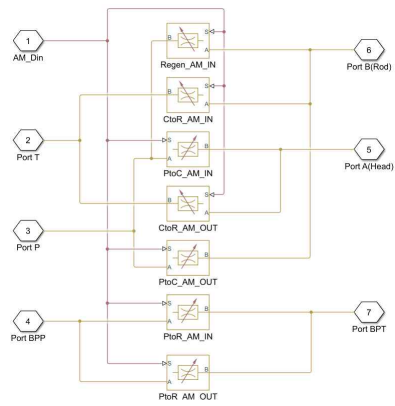 1
AM_Din
S
B
A
Regen_AM_IN
6
Port B(Rod)
S
B
A
CtoR_AM_IN
2
Port T
S
B
A
PtoC_AM_IN
5
Port A(Head)
S
B
A
CtoR_AM_OUT
3
Port P
S
B
A
PtoC_AM_OUT
S
B
A
PtoR_AM_IN
4
Port BPP
7
Port BPT
S
B
A
PtoR_AM_OUT